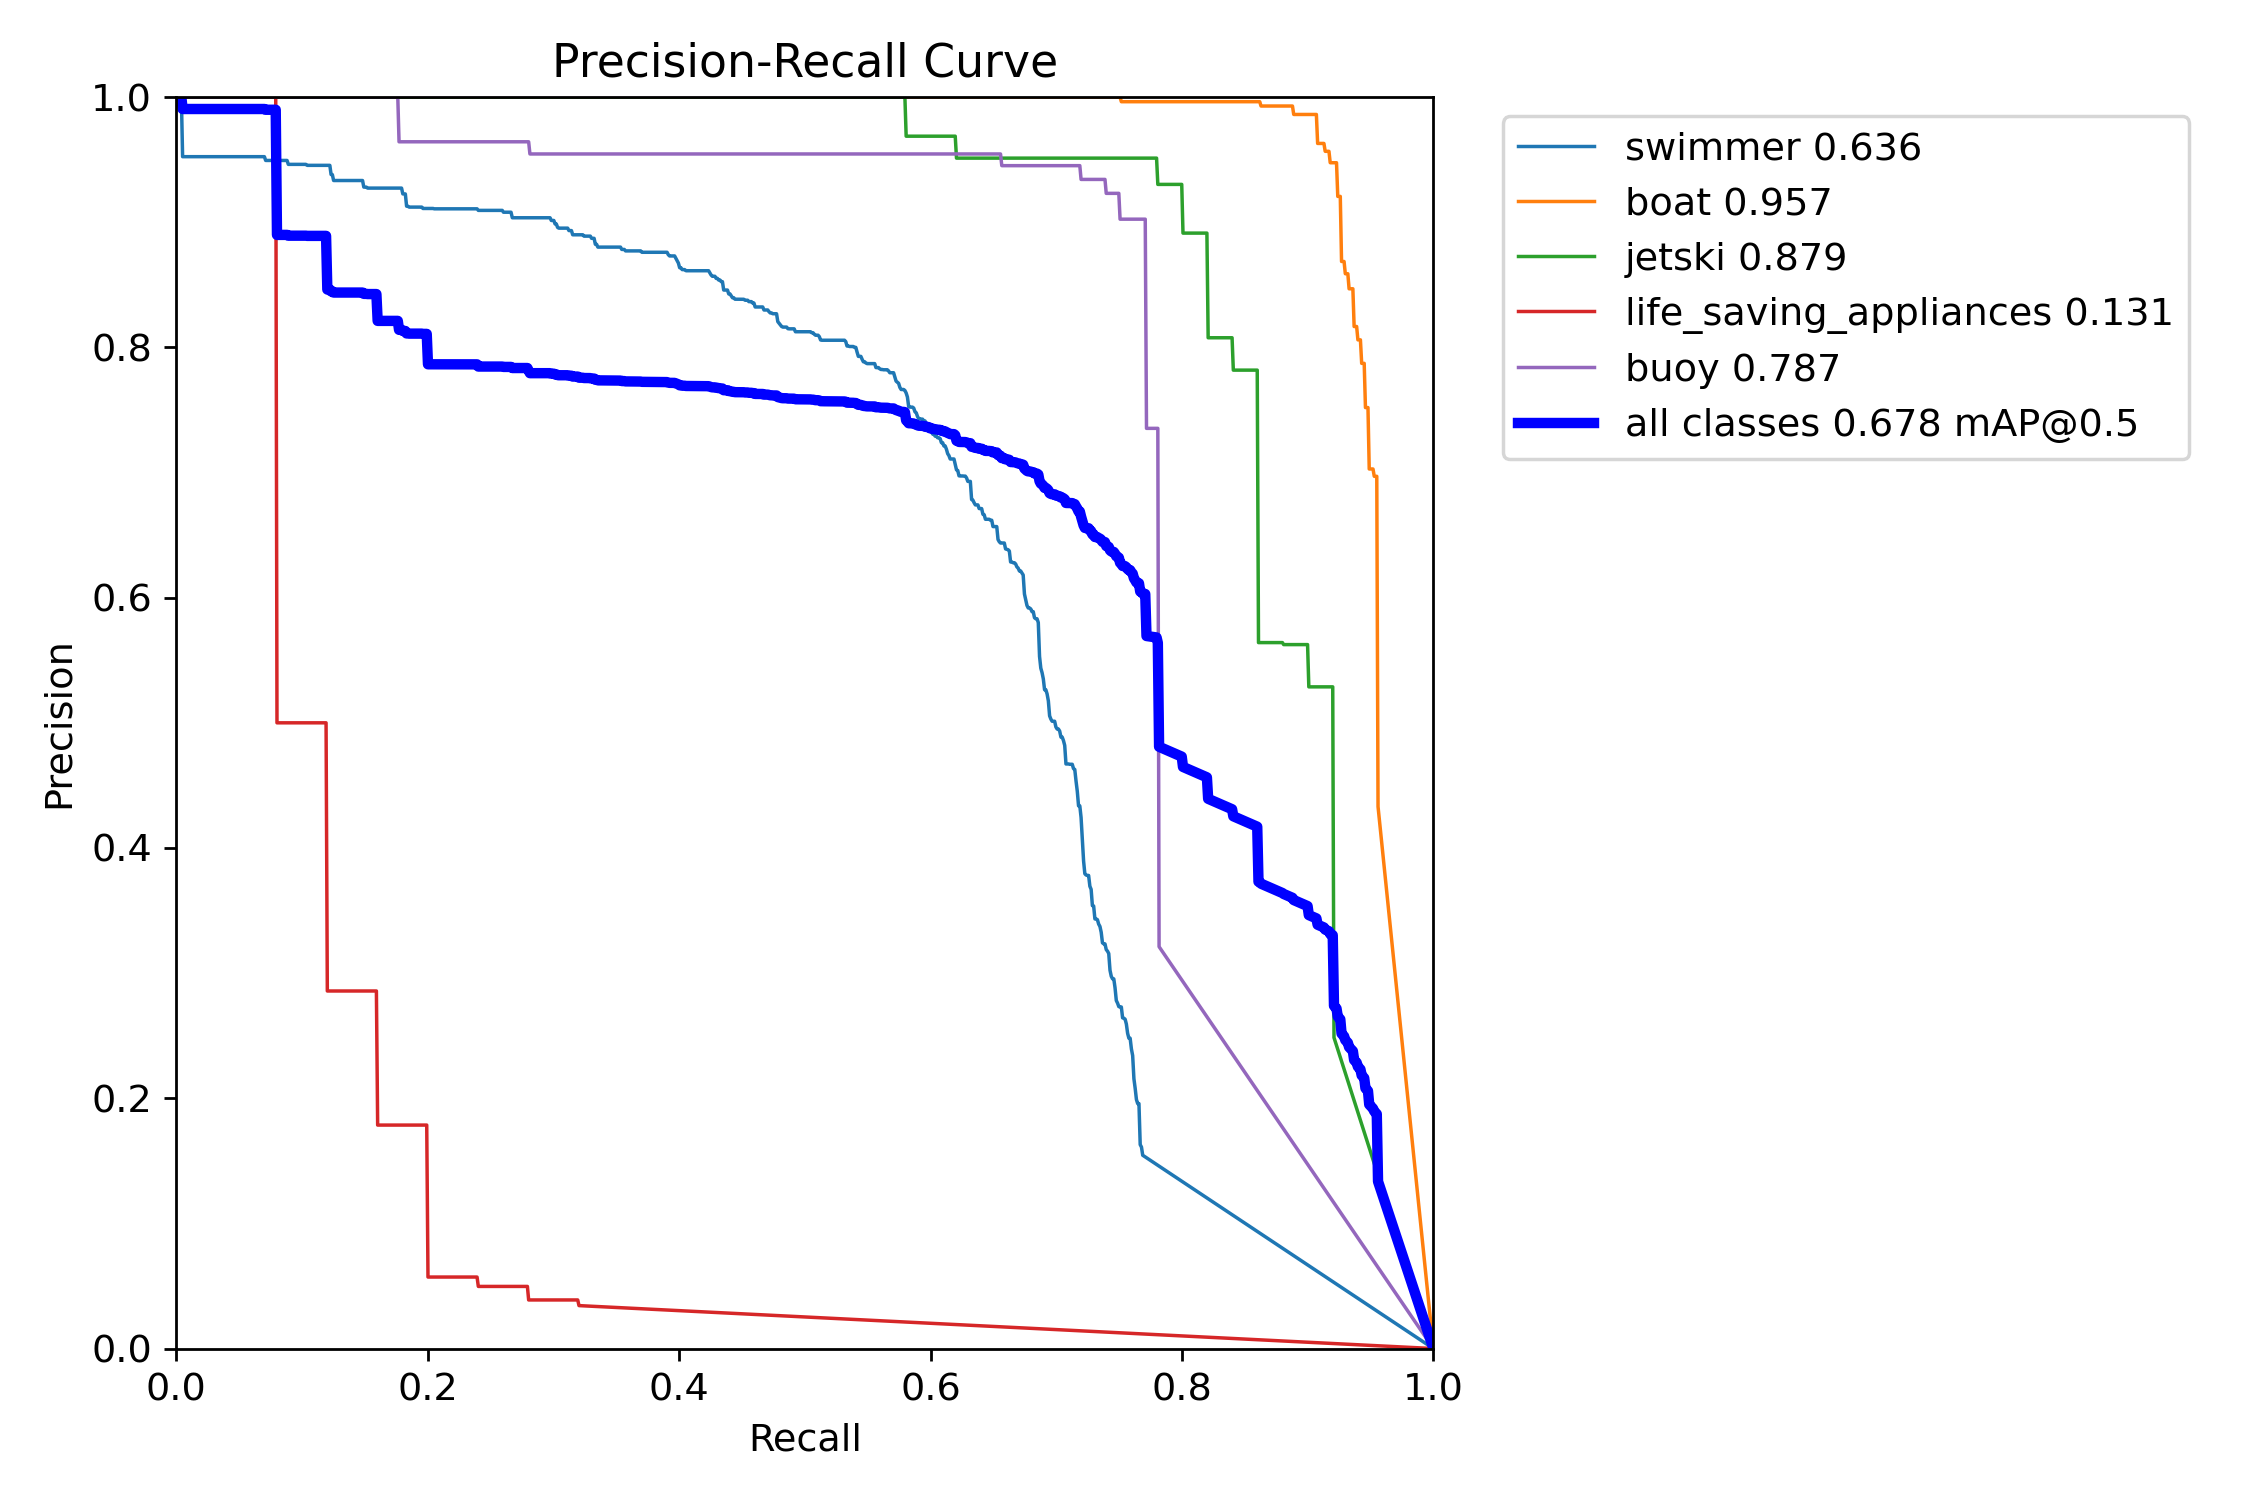 Precision-Recall Curve
1.0
0.8
0.6
0.4
0.2
0.0
Precision
0.0 0.2 0.4 0.6 0.8 1.0
Recall
swimmer 0.636
boat 0.957
jetski 0.879
life_saving_appliances 0.131
buoy 0.787
all classes 0.678 mAP@0.5